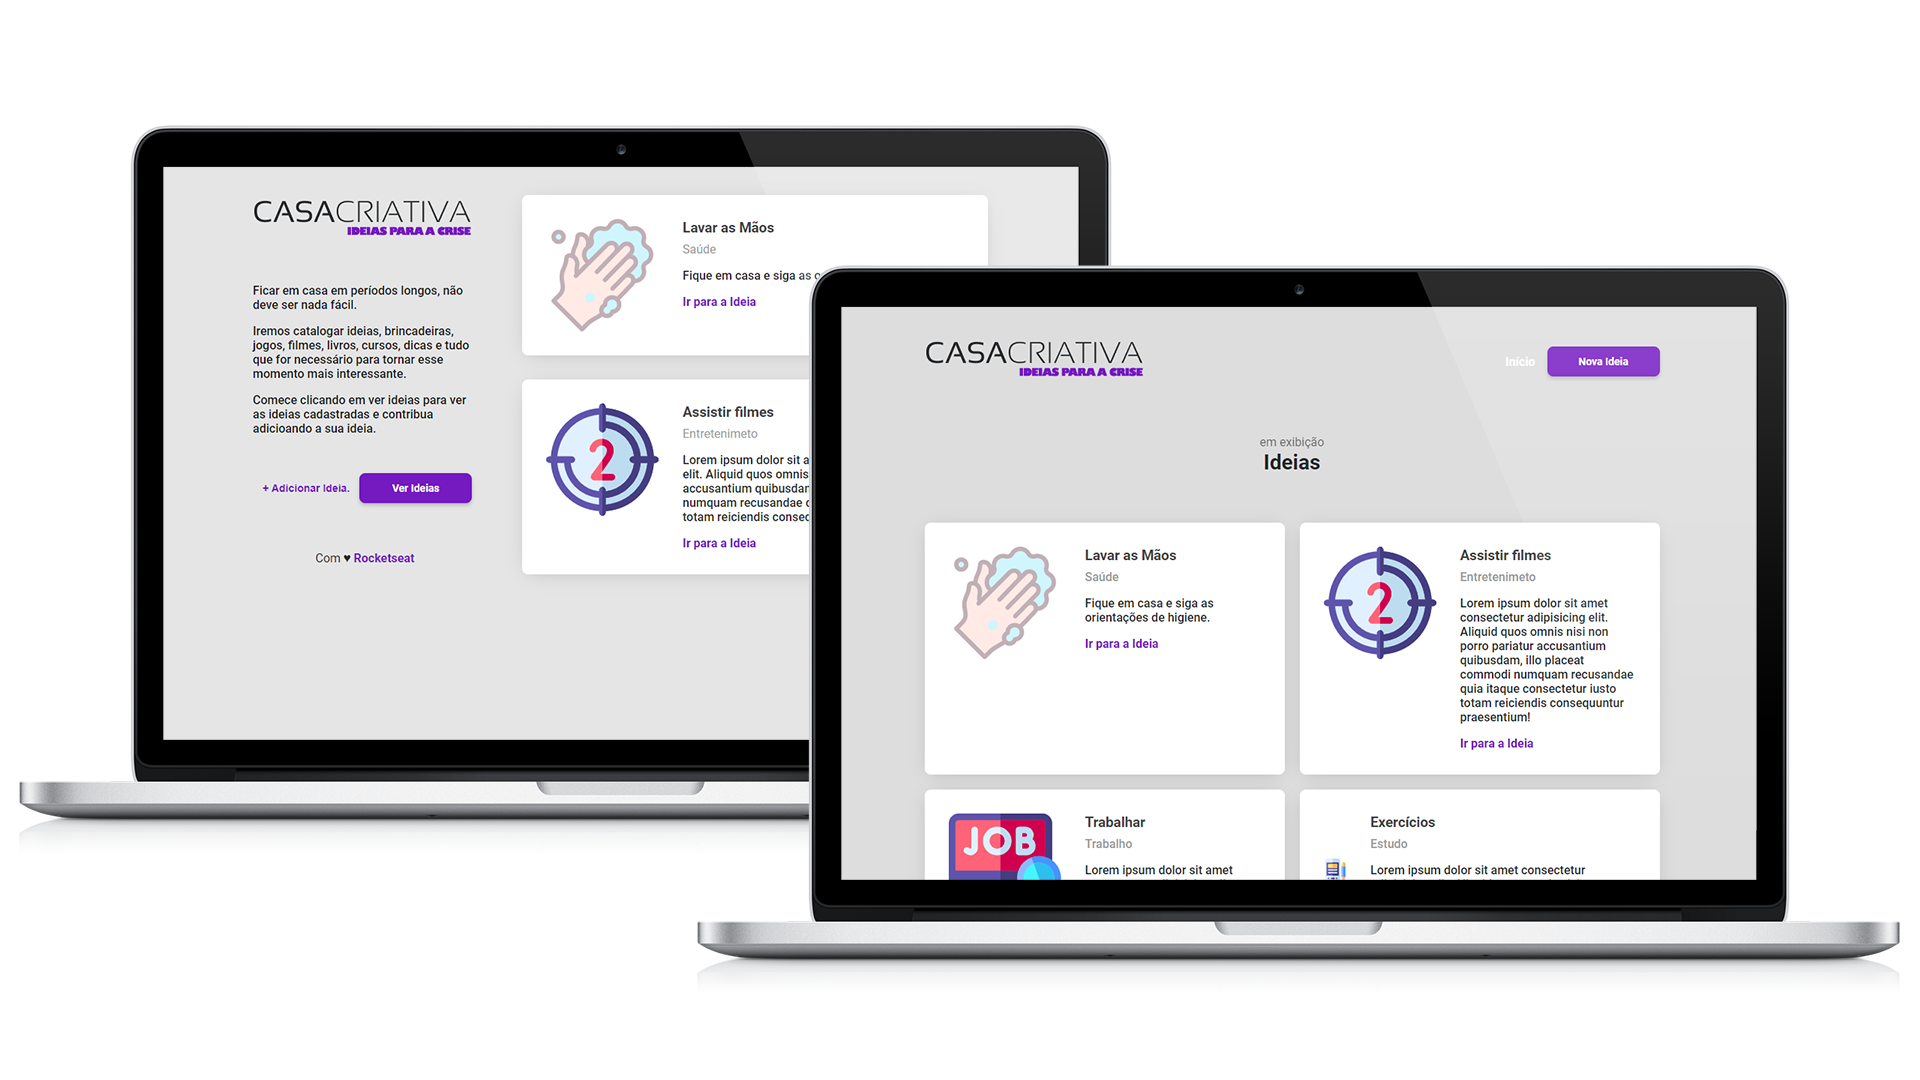 CASACRIATIVA
IDEIAS PARA A CRISE
Ficar em casa em períodos longos, não
deve ser nada fácil.
Iremos catalogar ideias, brincadeiras,
jogos, filmes, livros, cursos, dicas e tudo
que for necessário para tornar esse
momento mais interessante.
Comece clicando em ver ideias para ver
as ideias cadastradas e contribua
adicioando a sua ideia.
+ Adicionar Ideia.
Ver Ideias
Com ♥ Rocketseat
Lavar as Mãos
Saúde
Fique em casa e siga as o
Ir para a Ideia
2
Assistir filmes
Entretenimeto
Lorem ipsum dolor sit a
elit. Aliquid quos omnis
accusantium quibusdan
numquam recusandae
totam reiciendis consec
Ir para a Ideia
CASACRIATIVA
IDEIAS PARA A CRISE
Início
Nova Ideia
em exibição
Ideias
Lavar as Mãos
Saúde
Fique em casa e siga as
orientações de higiene.
Ir para a Ideia
2
Assistir filmes
Entretenimeto
Lorem ipsum dolor sit amet
consectetur adipisicing elit.
Aliquid quos omnis nisi non
porro pariatur accusantium
quibusdam, illo placeat
commodi numquam recusandae
quia itaque consectetur iusto
totam reiciendis consequuntur
praesentium!
Ir para a Ideia
JOB
Trabalhar
Trabalho
Lorem ipsum dolor sit amet
Exercícios
Estudo
Lorem ipsum dolor sit amet consectetur